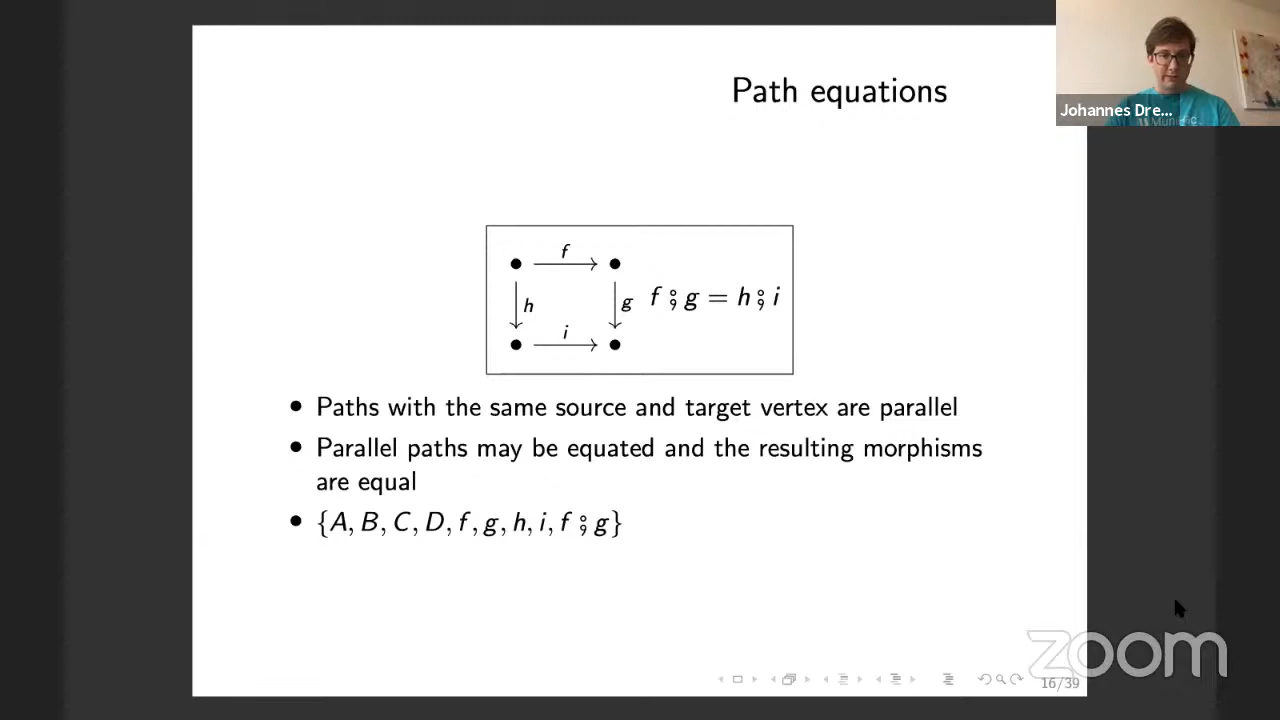 Path equations
Johannes Dre...
f
h
g
f ⨟ g = h ⨟ i
i
• Paths with the same source and target vertex are parallel
• Parallel paths may be equated and the resulting morphisms
are equal
• {A, B, C, D, f, g, h, i, f ⨟ g}
zoom
16/39